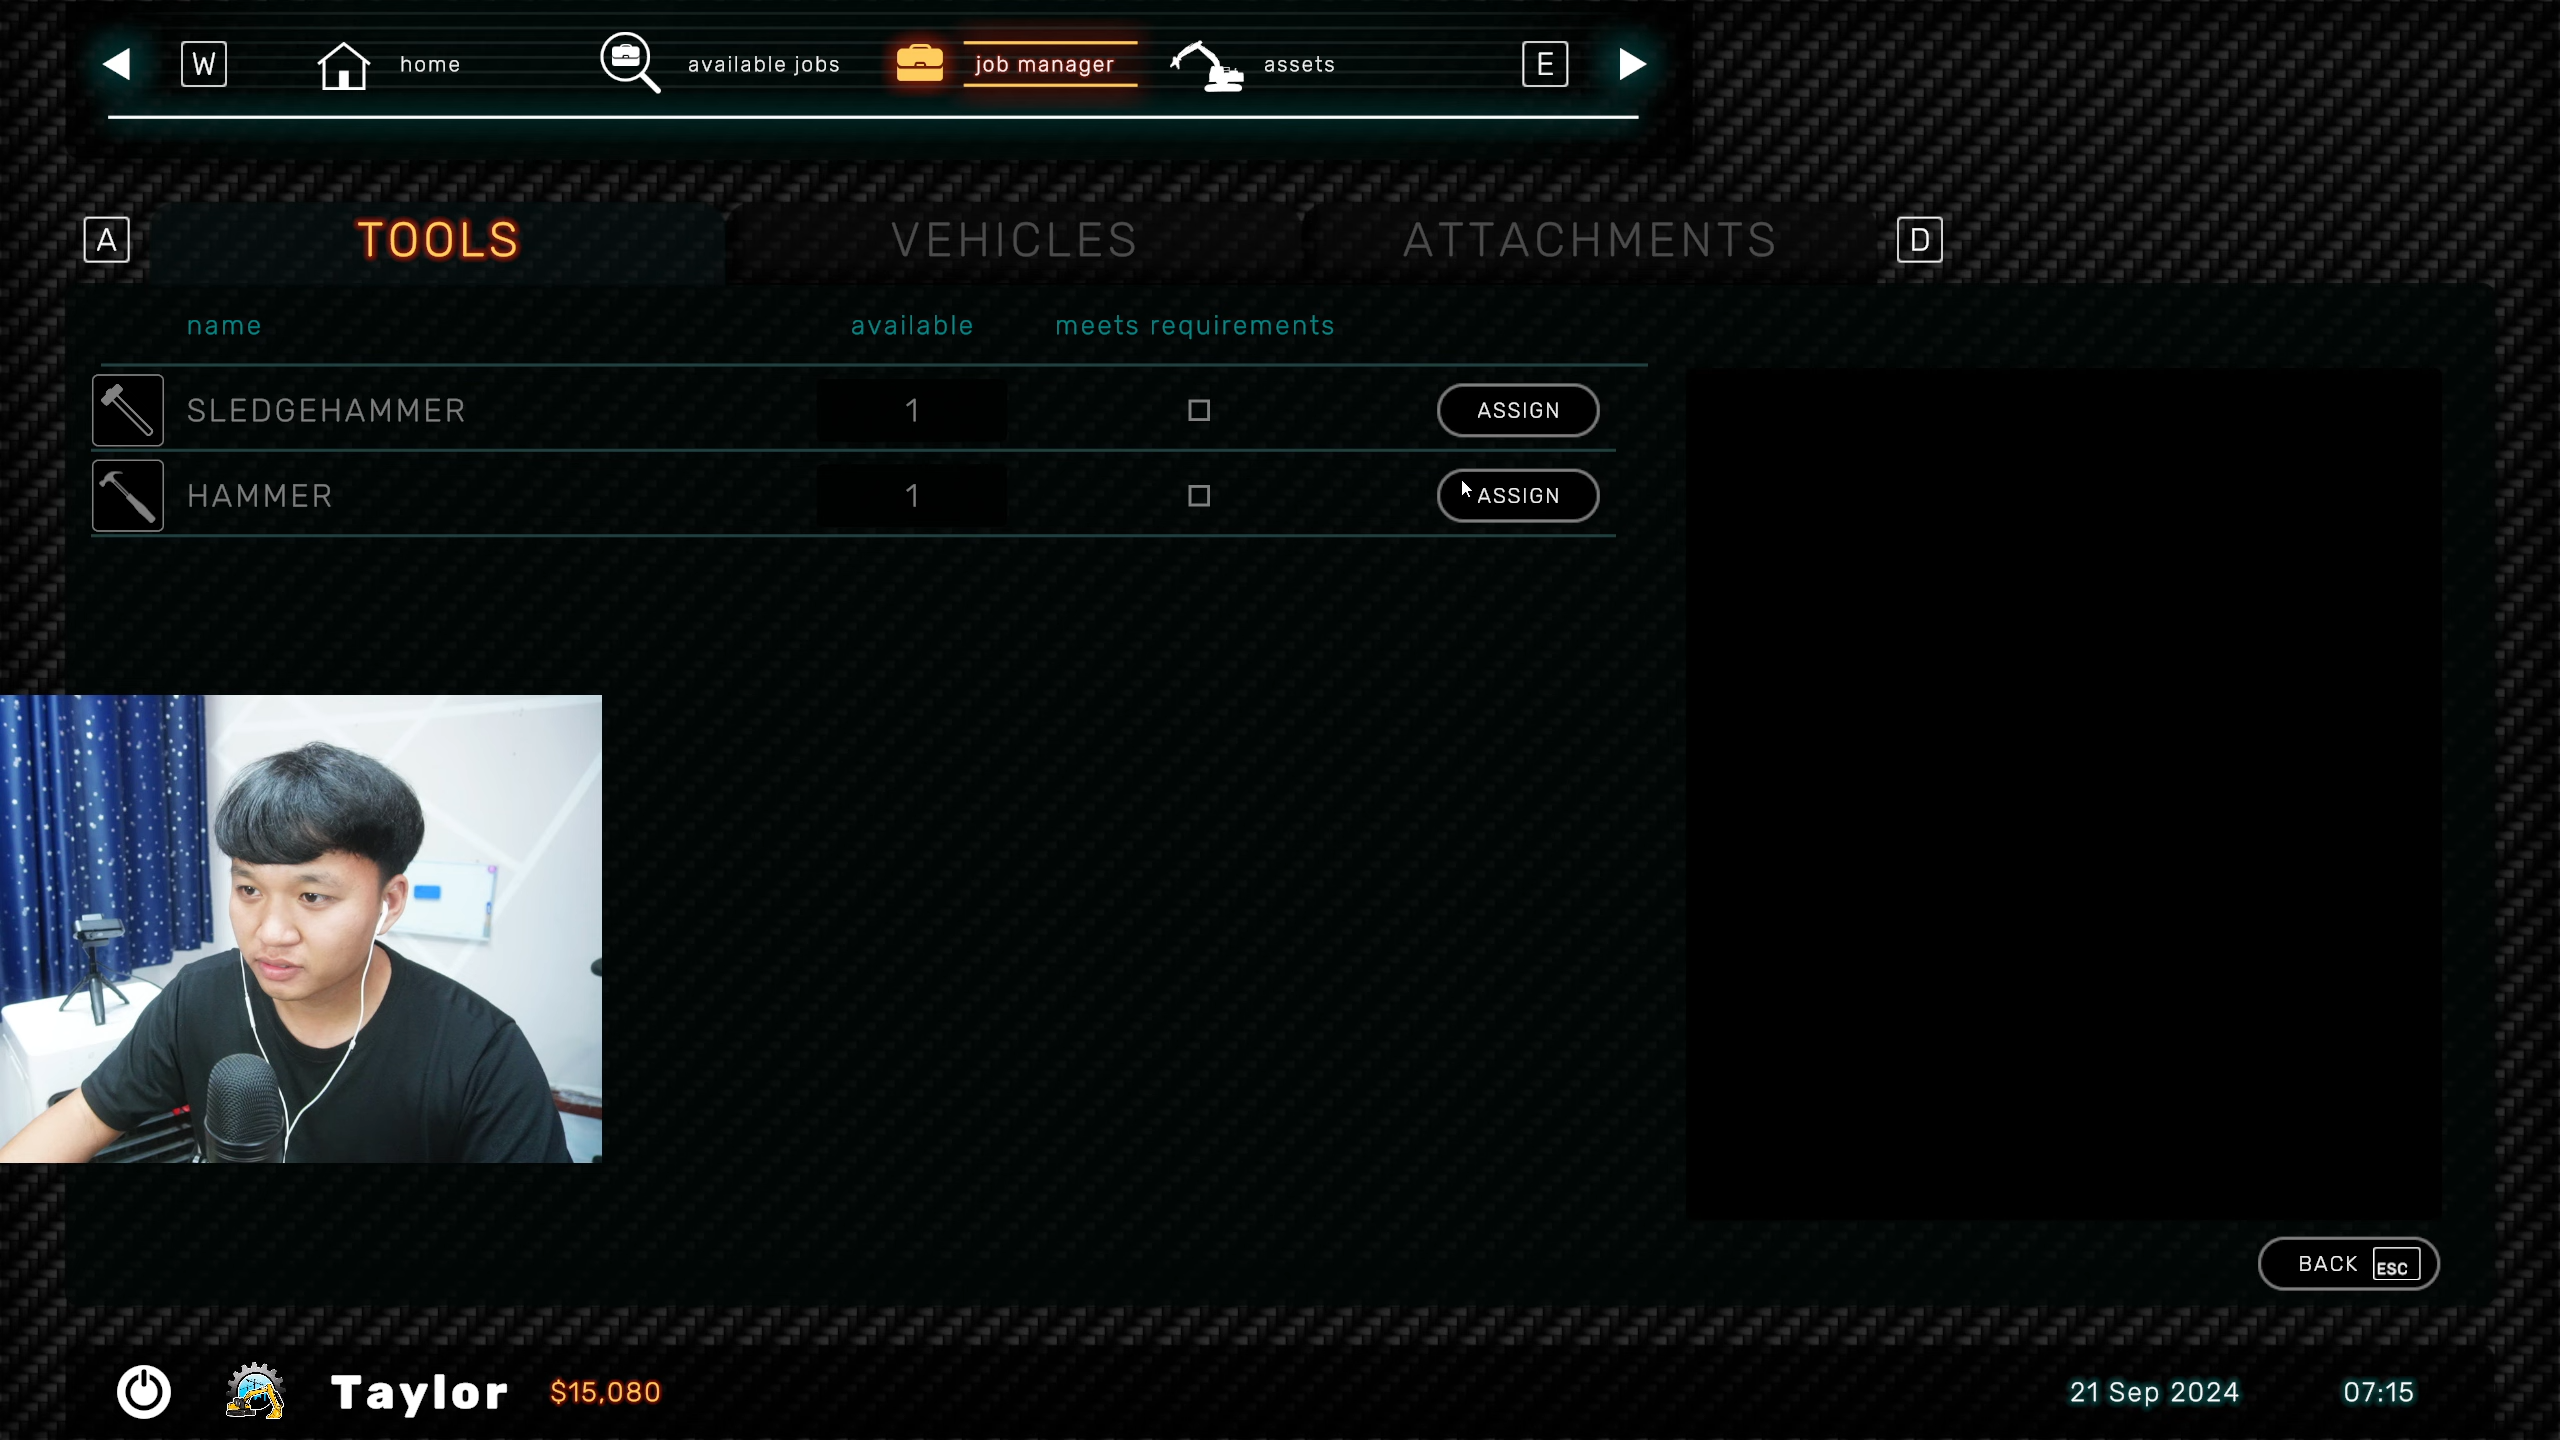 W home available jobs job manager assets E
A TOOLS VEHICLES ATTACHMENTS D
name available meets requirements
SLEDGEHAMMER 1 ASSIGN
HAMMER 1 ASSIGN
BACK ESC
Taylor $15,080 21 Sep 2024 07:15